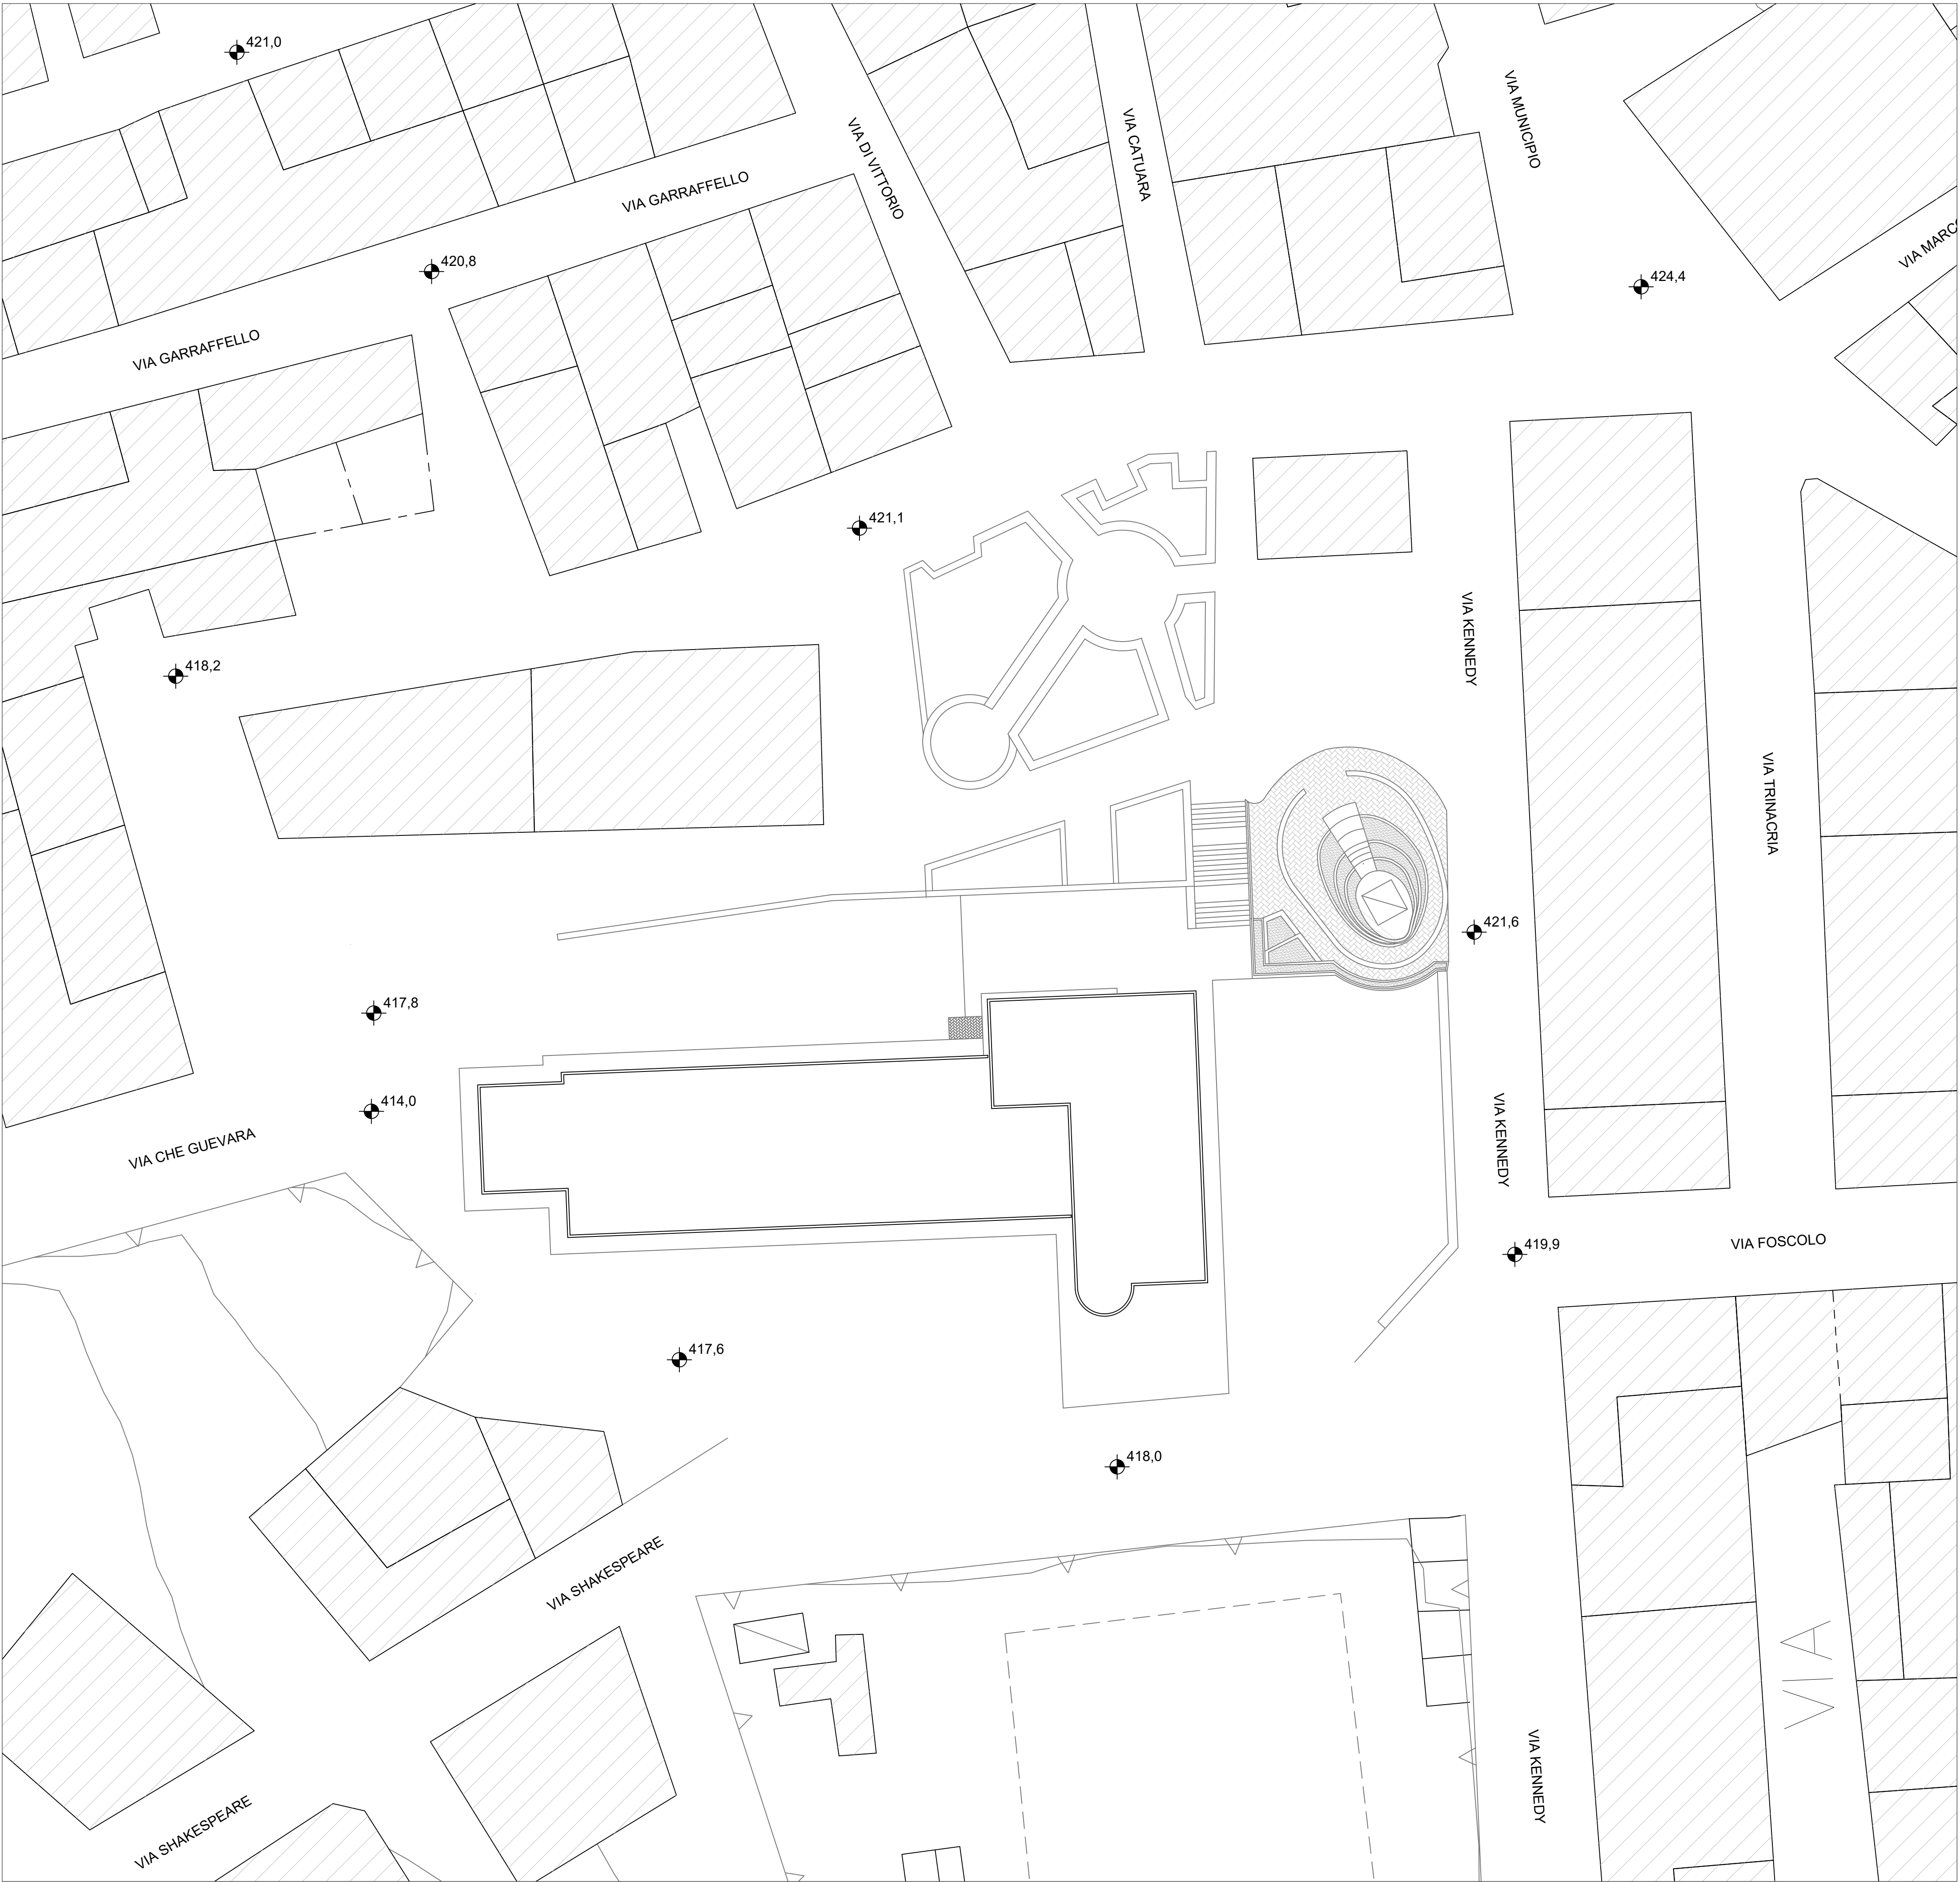 421,0
VIA MUNICIPIO
VIA CATUARA
VIA DI VITTORIO
VIA GARRAFFELLO
VIA MARC
420,8
424,4
VIA GARRAFFELLO
421,1
VIA KENNEDY
418,2
VIA TRINACRIA
421,6
417,8
414,0
VIA CHE GUEVARA
VIA KENNEDY
419,9
VIA FOSCOLO
417,6
418,0
VIA SHAKESPEARE
VIA
VIA KENNEDY
VIA SHAKESPEARE